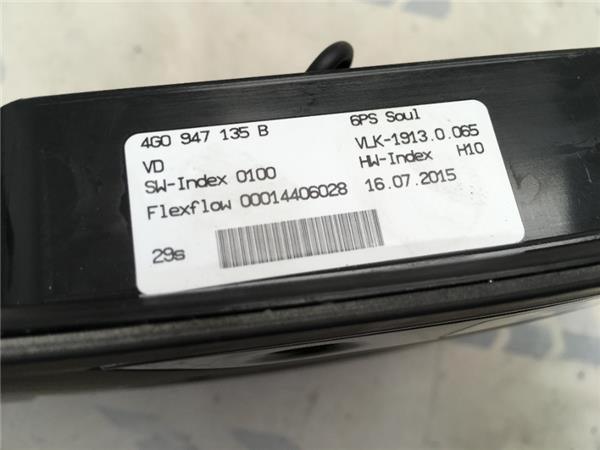 4G0 947 135 B 6PS Soul
VD VLK-1913.0.065
SW-Index 0100 HW-Index H10
Flexflow 00014406028 16.07.2015
29s